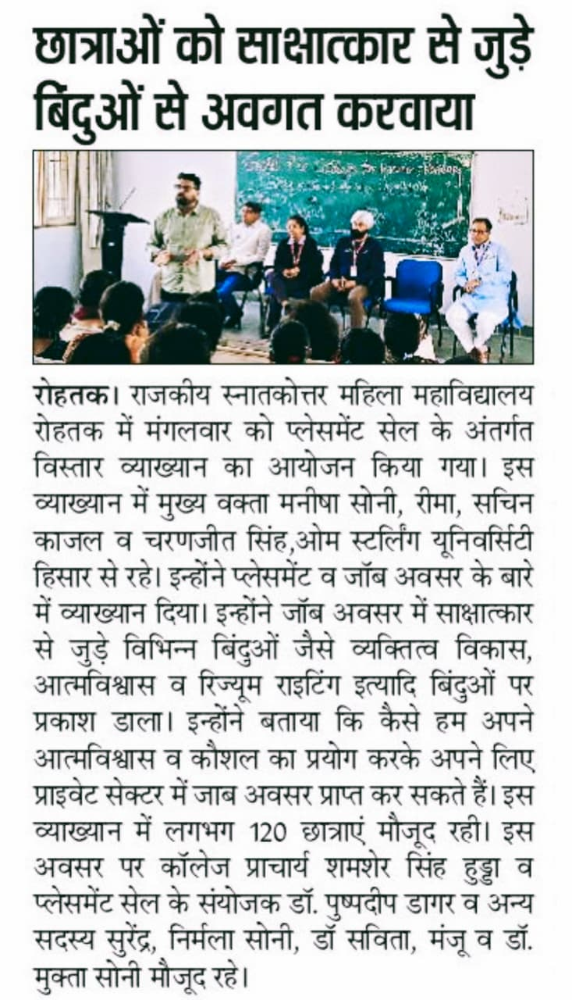 छात्राओं को साक्षात्कार से जुड़े
बिंदुओं से अवगत करवाया
रोहतक। राजकीय स्नातकोत्तर महिला महाविद्यालय
रोहतक में मंगलवार को प्लेसमेंट सेल के अंतर्गत
विस्तार व्याख्यान का आयोजन किया गया। इस
व्याख्यान में मुख्य वक्ता मनीषा सोनी, रीमा, सचिन
काजल व चरणजीत सिंह,ओम स्टर्लिंग यूनिवर्सिटी
हिसार से रहे। इन्होंने प्लेसमेंट व जॉब अवसर के बारे
में व्याख्यान दिया। इन्होंने जॉब अवसर में साक्षात्कार
से जुड़े विभिन्न बिंदुओं जैसे व्यक्तित्व विकास,
आत्मविश्वास व रिज्यूम राइटिंग इत्यादि बिंदुओं पर
प्रकाश डाला। इन्होंने बताया कि कैसे हम अपने
आत्मविश्वास व कौशल का प्रयोग करके अपने लिए
प्राइवेट सेक्टर में जाब अवसर प्राप्त कर सकते हैं। इस
व्याख्यान में लगभग 120 छात्राएं मौजूद रही। इस
अवसर पर कॉलेज प्राचार्य शमशेर सिंह हुड्डा व
प्लेसमेंट सेल के संयोजक डॉ. पुष्पदीप डागर व अन्य
सदस्य सुरेंद्र, निर्मला सोनी, डॉ सविता, मंजू व डॉ.
मुक्ता सोनी मौजूद रहे।